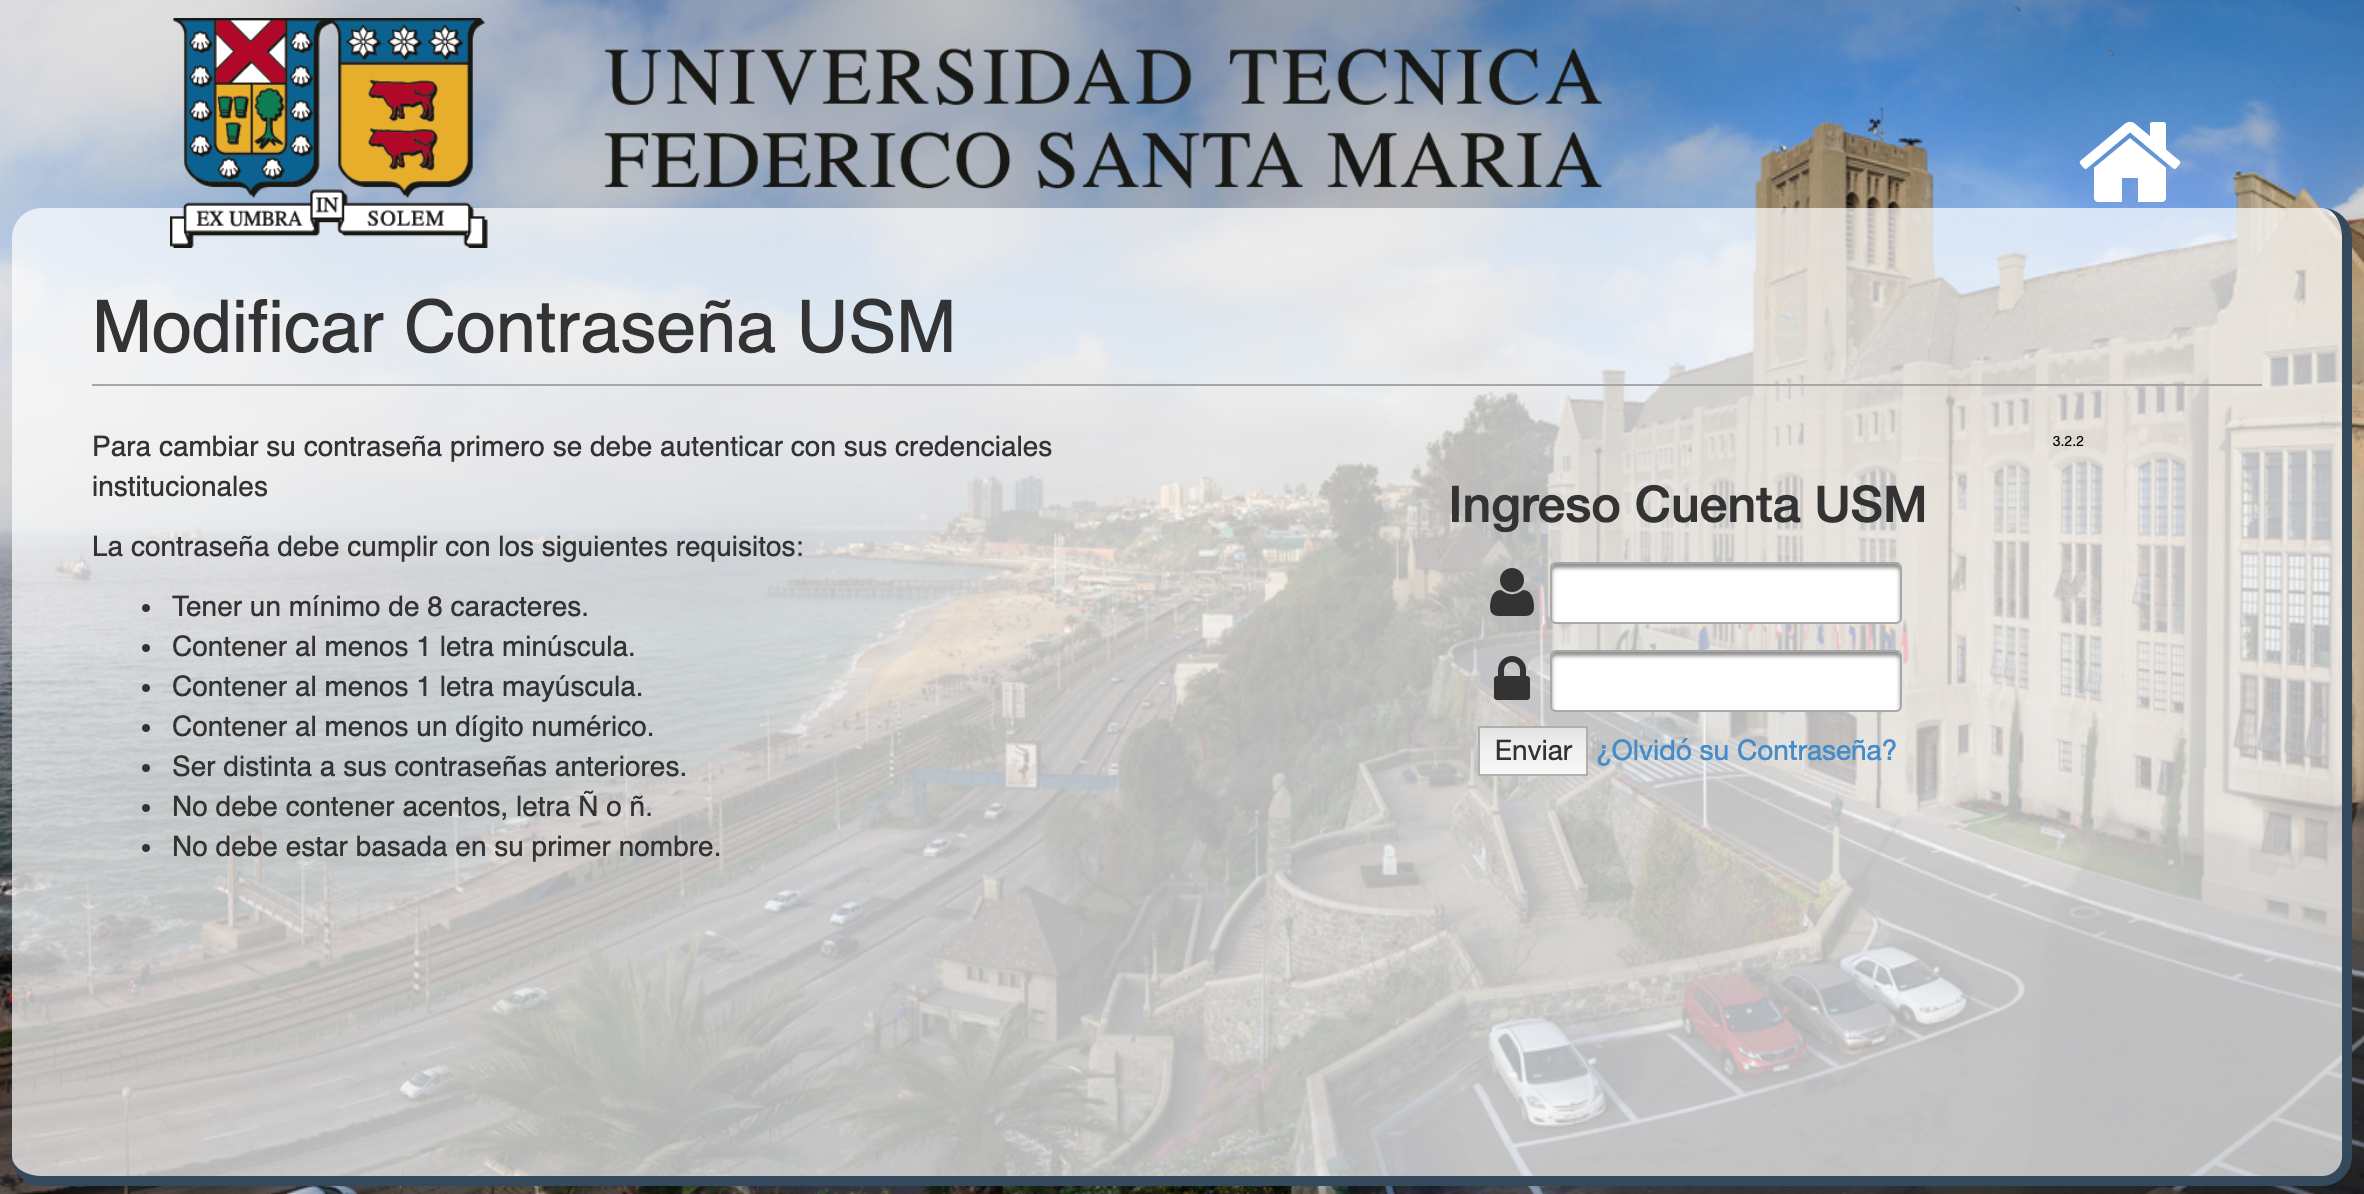 UNIVERSIDAD TECNICA
FEDERICO SANTA MARIA
EX UMBRA IN SOLEM
Modificar Contraseña USM
Para cambiar su contraseña primero se debe autenticar con sus credenciales
institucionales
La contraseña debe cumplir con los siguientes requisitos:
• Tener un mínimo de 8 caracteres.
• Contener al menos 1 letra minúscula.
• Contener al menos 1 letra mayúscula.
• Contener al menos un dígito numérico.
• Ser distinta a sus contraseñas anteriores.
• No debe contener acentos, letra Ñ o ñ.
• No debe estar basada en su primer nombre.
3.2.2
Ingreso Cuenta USM
Enviar ¿Olvidó su Contraseña?